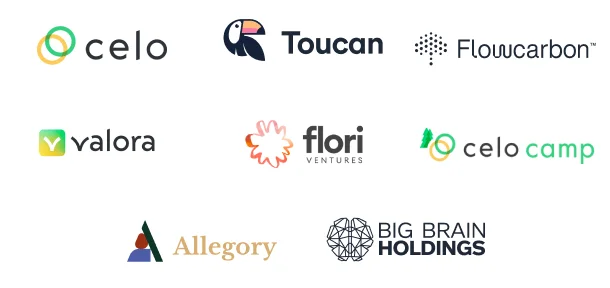 celo
Toucan
Flowcarbon™
valora
flori
VENTURES
celo camp
Allegory
BIG BRAIN
HOLDINGS